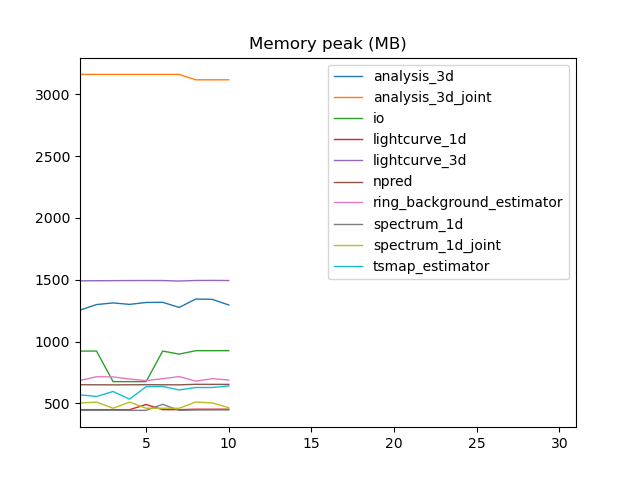 Memory peak (MB)
3000
2500
2000
1500
1000
500
analysis_3d
analysis_3d_joint
io
lightcurve_1d
lightcurve_3d
npred
ring_background_estimator
spectrum_1d
spectrum_1d_joint
tsmap_estimator
5 10 15 20 25 30